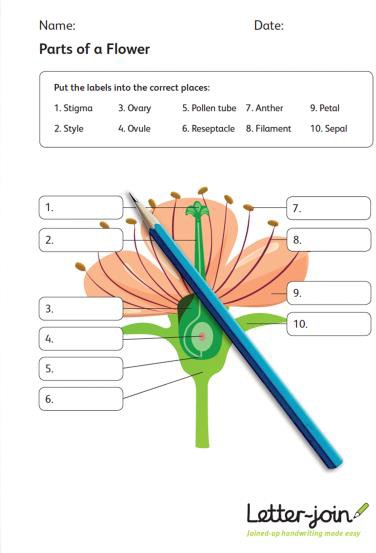 Name: Date:
Parts of a Flower
Put the labels into the correct places:
1. Stigma 3. Ovary 5. Pollen tube 7. Anther 9. Petal
2. Style 4. Ovule 6. Reseptacle 8. Filament 10. Sepal
1. 7.
2. 8.
9.
3.
10.
4.
5.
6.
Letter-join
Joined-up handwriting made easy